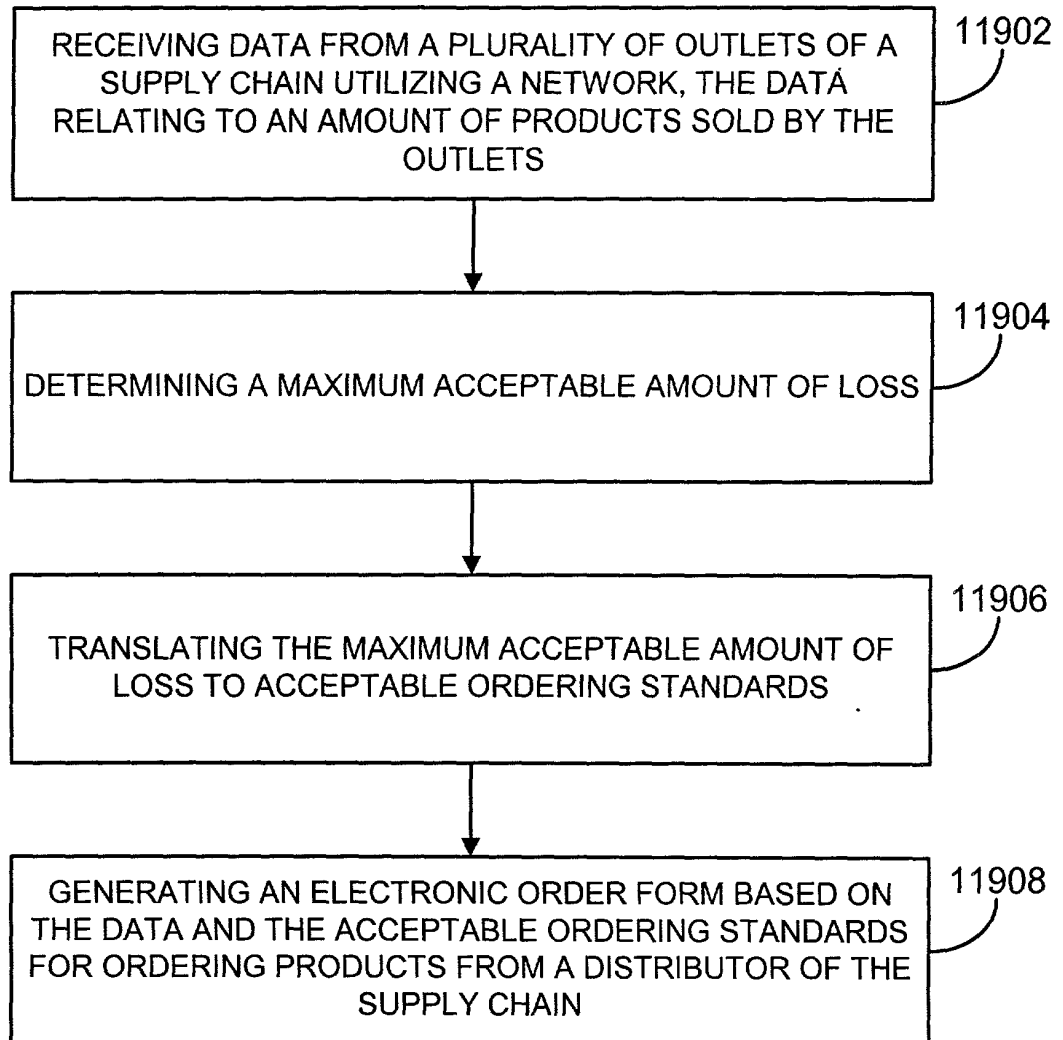 RECEIVING DATA FROM A PLURALITY OF OUTLETS OF A
SUPPLY CHAIN UTILIZING A NETWORK, THE DATA
RELATING TO AN AMOUNT OF PRODUCTS SOLD BY THE
OUTLETS
11902
DETERMINING A MAXIMUM ACCEPTABLE AMOUNT OF LOSS
11904
TRANSLATING THE MAXIMUM ACCEPTABLE AMOUNT OF
LOSS TO ACCEPTABLE ORDERING STANDARDS
11906
GENERATING AN ELECTRONIC ORDER FORM BASED ON
THE DATA AND THE ACCEPTABLE ORDERING STANDARDS
FOR ORDERING PRODUCTS FROM A DISTRIBUTOR OF THE
SUPPLY CHAIN
11908